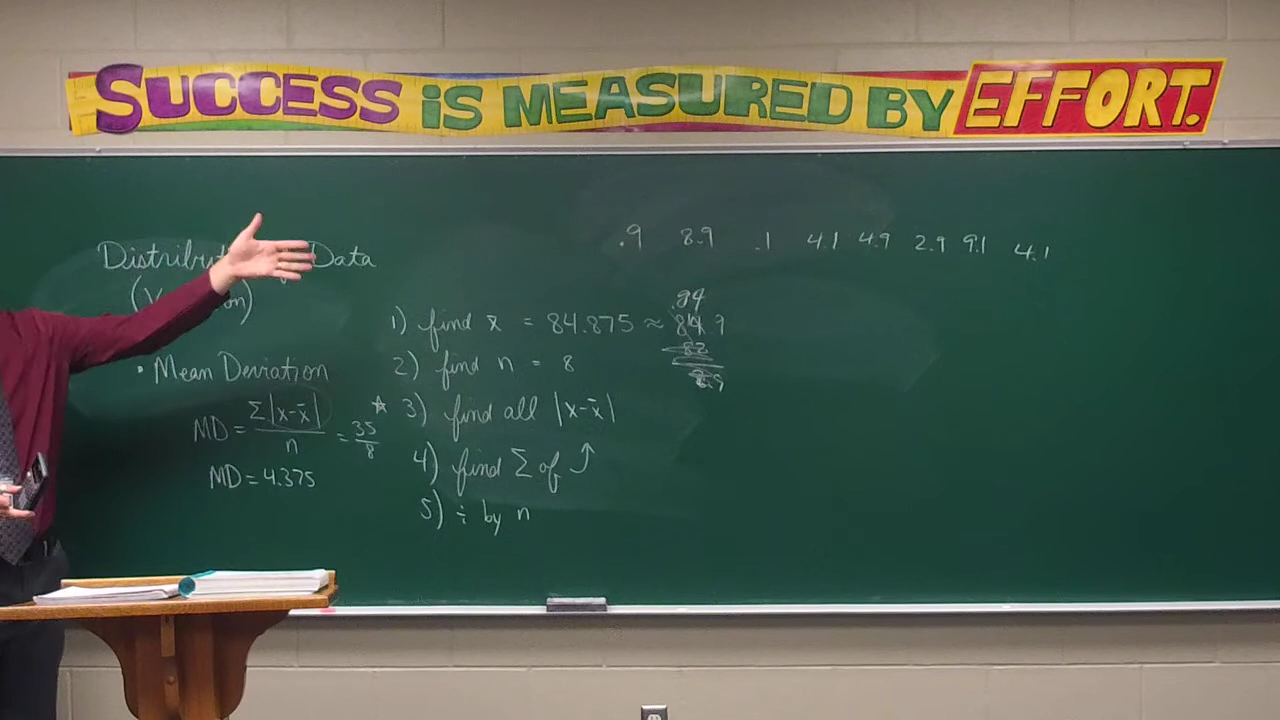 SUCCESS IS MEASURED BY EFFORT.
.9 8.9 .1 4.1 4.9 2.9 9.1 4.1
Data
• Mean Deviation
MD = Σ|x-x̄| / n = 35/8
MD = 4.375
1) find x̄ = 84.875 ≈ 84.9
2) find n = 8
☆ 3) find all |x-x̄|
4) find Σ of ⤴
5) ÷ by n